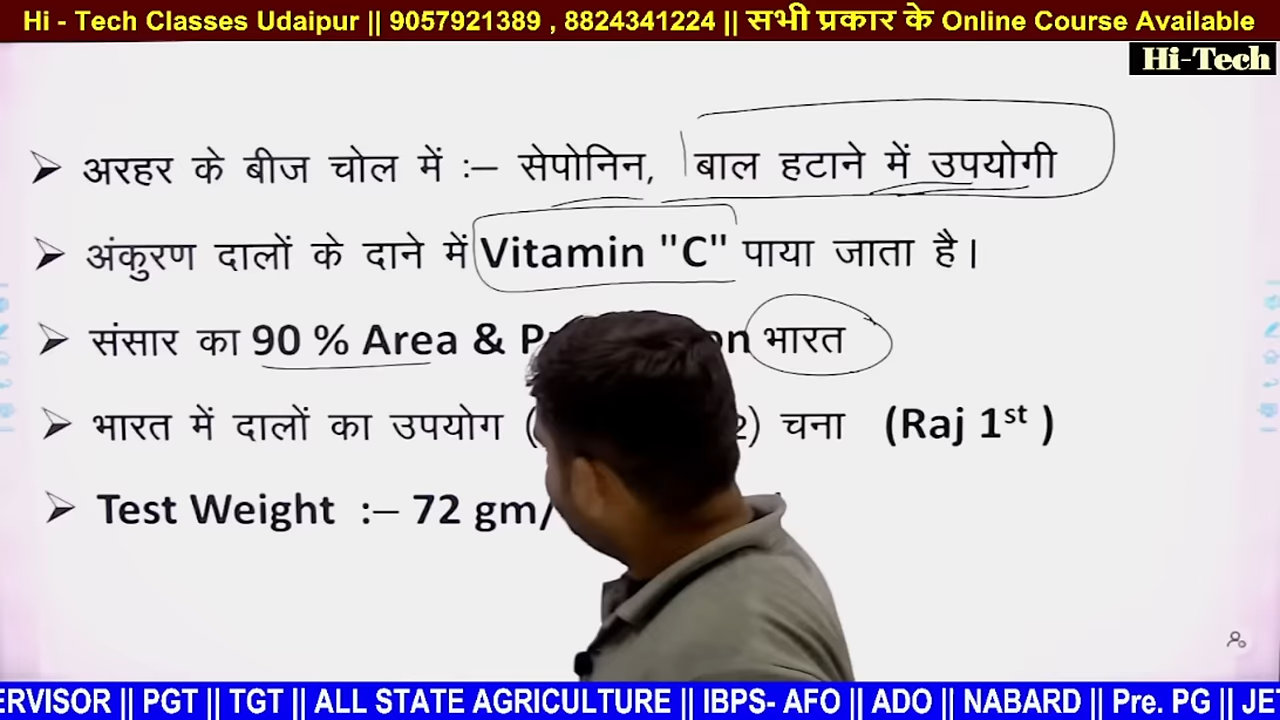 Hi - Tech Classes Udaipur || 9057921389 , 8824341224 || सभी प्रकार के Online Course Available
Hi-Tech
➢ अरहर के बीज चोल में :– सेपोनिन, बाल हटाने में उपयोगी
➢ अंकुरण दालों के दाने में Vitamin "C" पाया जाता है।
➢ संसार का 90 % Area & भारत
➢ भारत में दालों का उपयोग ( 2) चना (Raj 1st )
➢ Test Weight :– 72 gm/
ERVISOR || PGT || TGT || ALL STATE AGRICULTURE || IBPS- AFO || ADO || NABARD || Pre. PG || JET